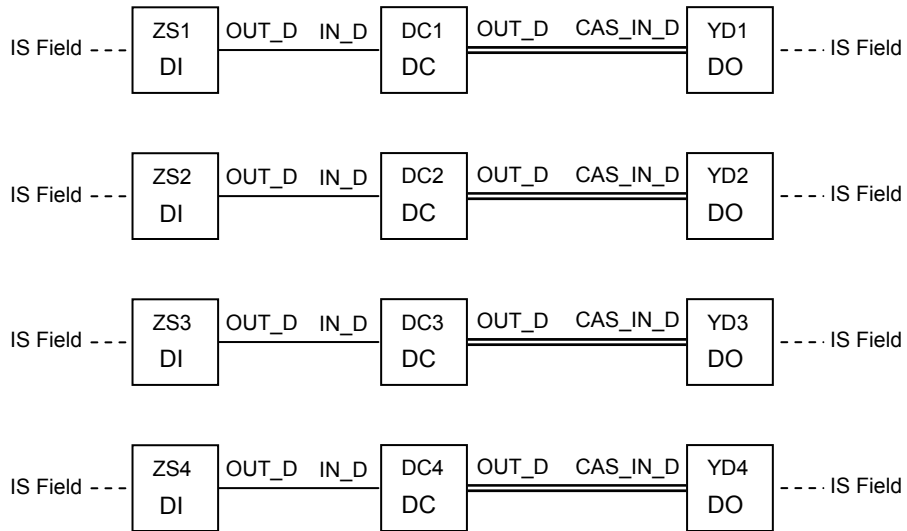 ZS1 OUT_D IN_D DC1 OUT_D CAS_IN_D YD1
IS Field DI DC DO IS Field
ZS2 OUT_D IN_D DC2 OUT_D CAS_IN_D YD2
IS Field DI DC DO IS Field
ZS3 OUT_D IN_D DC3 OUT_D CAS_IN_D YD3
IS Field DI DC DO IS Field
ZS4 OUT_D IN_D DC4 OUT_D CAS_IN_D YD4
IS Field DI DC DO IS Field